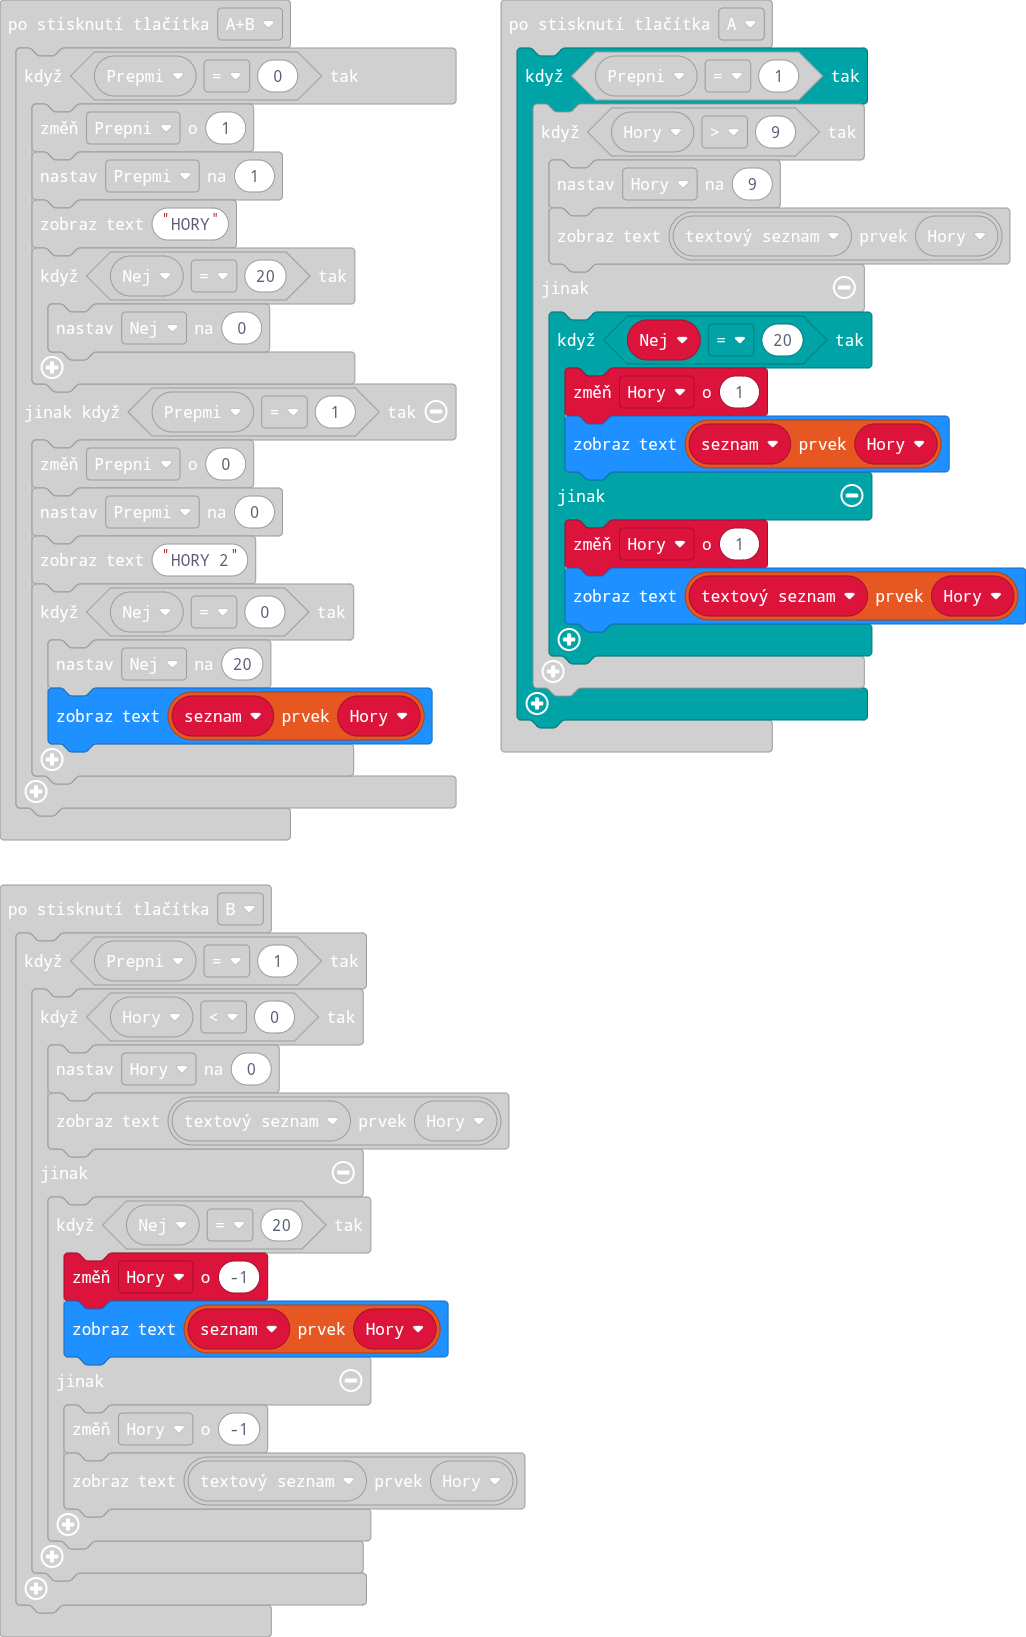 po stisknutí tlačítka A+B
když Prepmi = 0 tak
změň Prepni o 1
nastav Prepmi na 1
zobraz text "HORY"
když Nej = 20 tak
nastav Nej na 0
jinak když Prepmi = 1 tak
změň Prepni o 0
nastav Prepmi na 0
zobraz text "HORY 2"
když Nej = 0 tak
nastav Nej na 20
zobraz text seznam prvek Hory
po stisknutí tlačítka A
když Prepni = 1 tak
když Hory > 9 tak
nastav Hory na 9
zobraz text textový seznam prvek Hory
jinak
když Nej = 20 tak
změň Hory o 1
zobraz text seznam prvek Hory
jinak
změň Hory o 1
zobraz text textový seznam prvek Hory
po stisknutí tlačítka B
když Prepni = 1 tak
když Hory < 0 tak
nastav Hory na 0
zobraz text textový seznam prvek Hory
jinak
když Nej = 20 tak
změň Hory o -1
zobraz text seznam prvek Hory
jinak
změň Hory o -1
zobraz text textový seznam prvek Hory